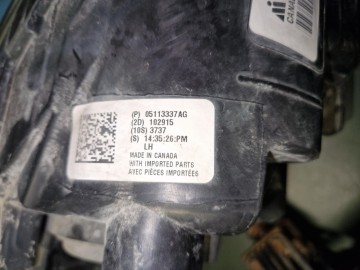 CANA
(P) 05113337AG
(2D) 102915
(10S) 3737
(S) 14:35:26:PM
LH
MADE IN CANADA
WITH IMPORTED PARTS
AVEC PIÈCES IMPORTÉES